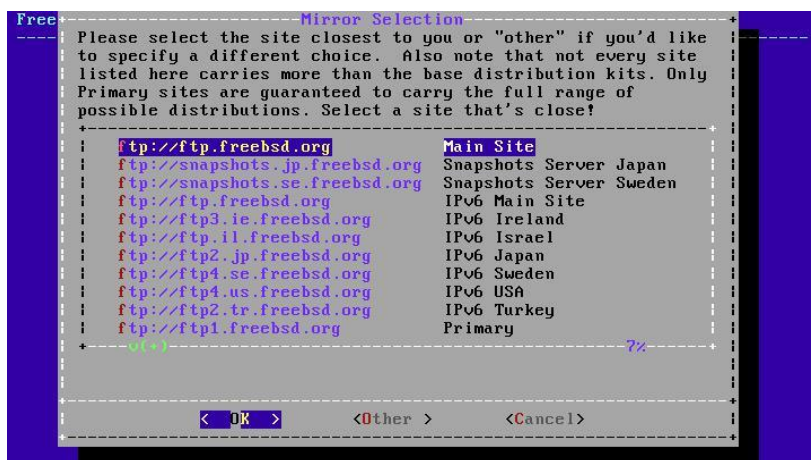 Free
Mirror Selection
Please select the site closest to you or "other" if you'd like
to specify a different choice. Also note that not every site
listed here carries more than the base distribution kits. Only
Primary sites are guaranteed to carry the full range of
possible distributions. Select a site that's close!
ftp://ftp.freebsd.org Main Site
ftp://snapshots.jp.freebsd.org Snapshots Server Japan
ftp://snapshots.se.freebsd.org Snapshots Server Sweden
ftp://ftp.freebsd.org IPv6 Main Site
ftp://ftp3.ie.freebsd.org IPv6 Ireland
ftp://ftp.il.freebsd.org IPv6 Israel
ftp://ftp2.jp.freebsd.org IPv6 Japan
ftp://ftp4.se.freebsd.org IPv6 Sweden
ftp://ftp4.us.freebsd.org IPv6 USA
ftp://ftp2.tr.freebsd.org IPv6 Turkey
ftp://ftp1.freebsd.org Primary
v(+) 7%
< OK > <Other > <Cancel>